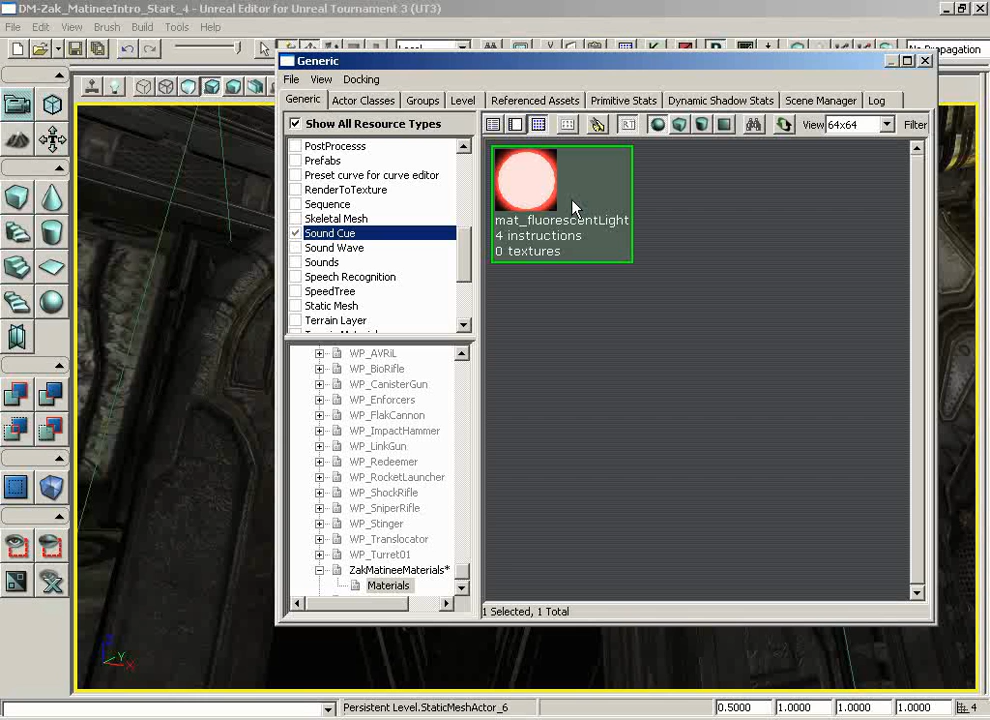 DM-Zak_MatineeIntro_Start_4 - Unreal Editor for Unreal Tournament 3 (UT3)
File Edit View Brush Build Tools Help
No Propagation
Generic
File View Docking
Generic Actor Classes Groups Level Referenced Assets Primitive Stats Dynamic Shadow Stats Scene Manager Log
Show All Resource Types
View 64x64 Filter
PostProcesss
Prefabs
Preset curve for curve editor
RenderToTexture
Sequence
Skeletal Mesh
Sound Cue
Sound Wave
Sounds
Speech Recognition
SpeedTree
Static Mesh
Terrain Layer
mat_fluorescentLight
4 instructions
0 textures
WP_AVRiL
WP_BioRifle
WP_CanisterGun
WP_Enforcers
WP_FlakCannon
WP_ImpactHammer
WP_LinkGun
WP_Redeemer
WP_RocketLauncher
WP_ShockRifle
WP_SniperRifle
WP_Stinger
WP_Translocator
WP_Turret01
ZakMatineeMaterials*
Materials
1 Selected, 1 Total
Y
X
Persistent Level.StaticMeshActor_6 0.5000 1.0000 1.0000 1.0000 4